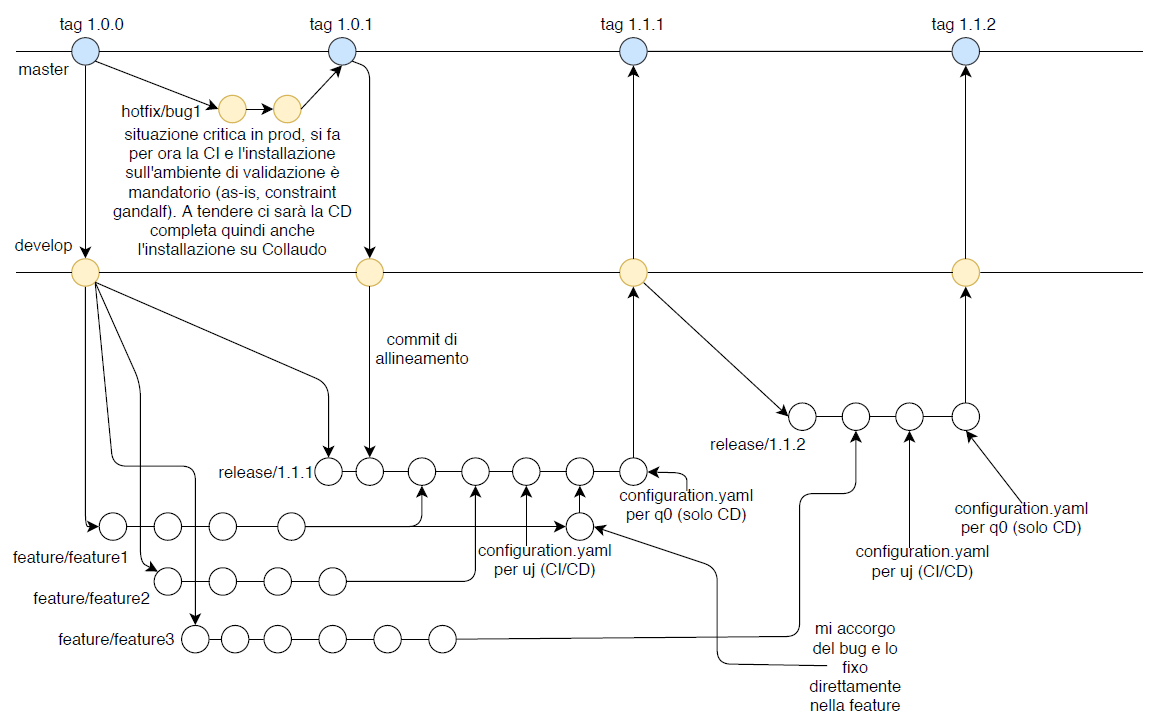 tag 1.0.0
tag 1.0.1
tag 1.1.1
tag 1.1.2
master
hotfix/bug1
situazione critica in prod, si fa
per ora la CI e l'installazione
sull'ambiente di validazione è
mandatorio (as-is, constraint
gandalf). A tendere ci sarà la CD
completa quindi anche
l'installazione su Collaudo
develop
commit di
allineamento
release/1.1.2
release/1.1.1
configuration.yaml
per q0 (solo CD)
configuration.yaml
per q0 (solo CD)
configuration.yaml
per uj (CI/CD)
configuration.yaml
per uj (CI/CD)
feature/feature1
feature/feature2
feature/feature3
mi accorgo
del bug e lo
fixo
direttamente
nella feature